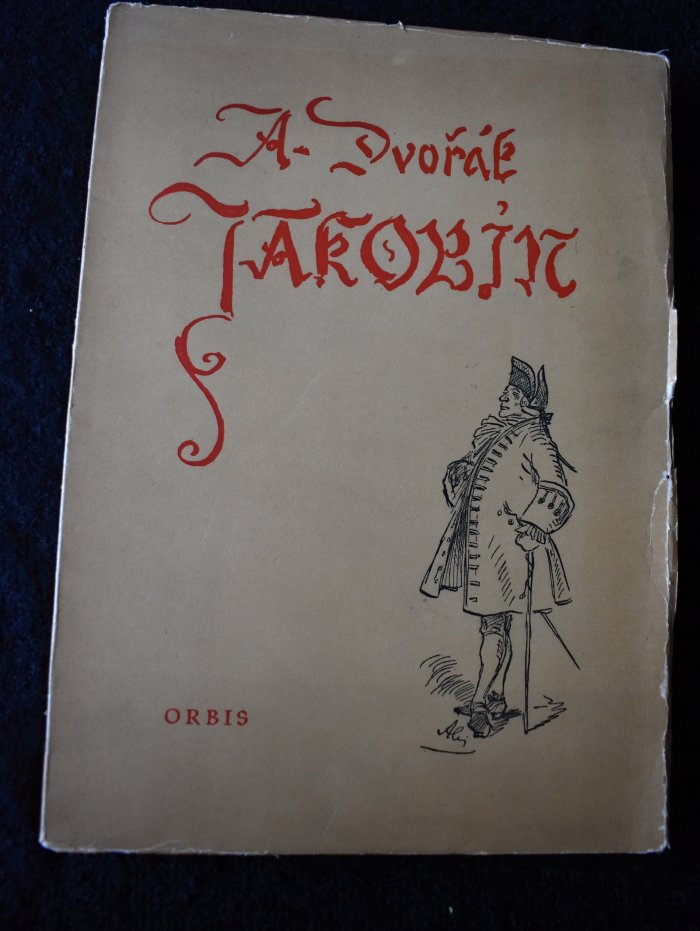 A. Dvořák
JAKOBÍN
ORBIS